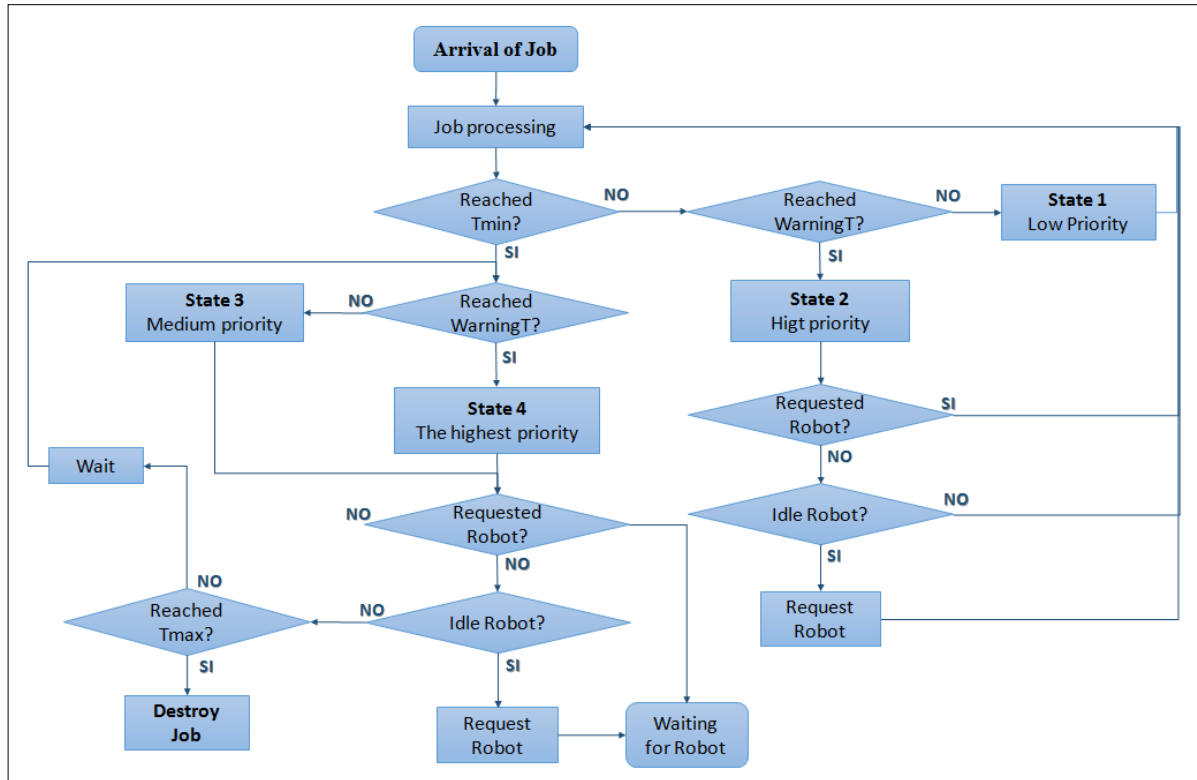 Arrival of Job
Job processing
Reached
Tmin?
NO
Reached
WarningT?
NO
State 1
Low Priority
SI
SI
State 3
Medium priority
NO
Reached
WarningT?
State 2
Higt priority
SI
State 4
The highest priority
Requested
Robot?
SI
Wait
NO
NO
Requested
Robot?
Idle Robot?
NO
NO
SI
NO
Reached
Tmax?
NO
Idle Robot?
Request
Robot
SI
SI
Destroy
Job
Request
Robot
Waiting
for Robot